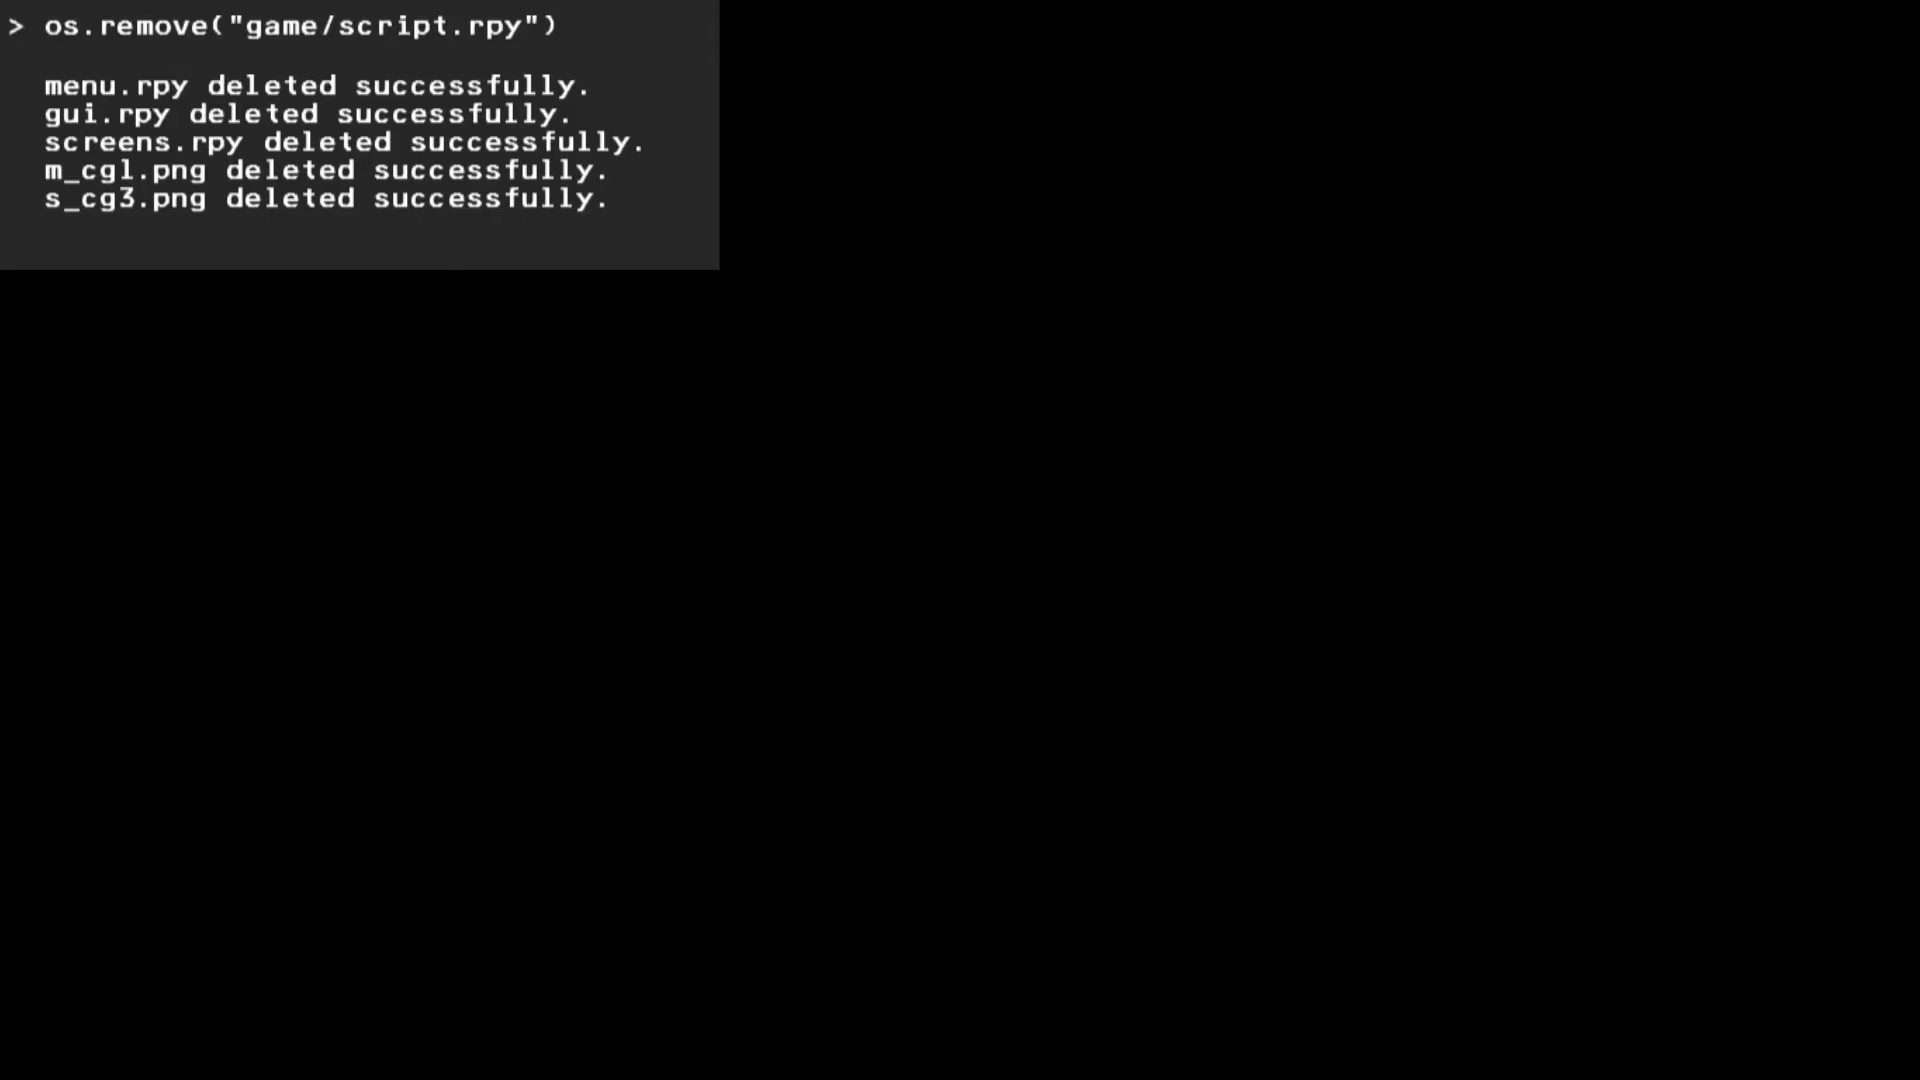 > os.remove("game/script.rpy")
menu.rpy deleted successfully.
gui.rpy deleted successfully.
screens.rpy deleted successfully.
m_cg1.png deleted successfully.
s_cg3.png deleted successfully.